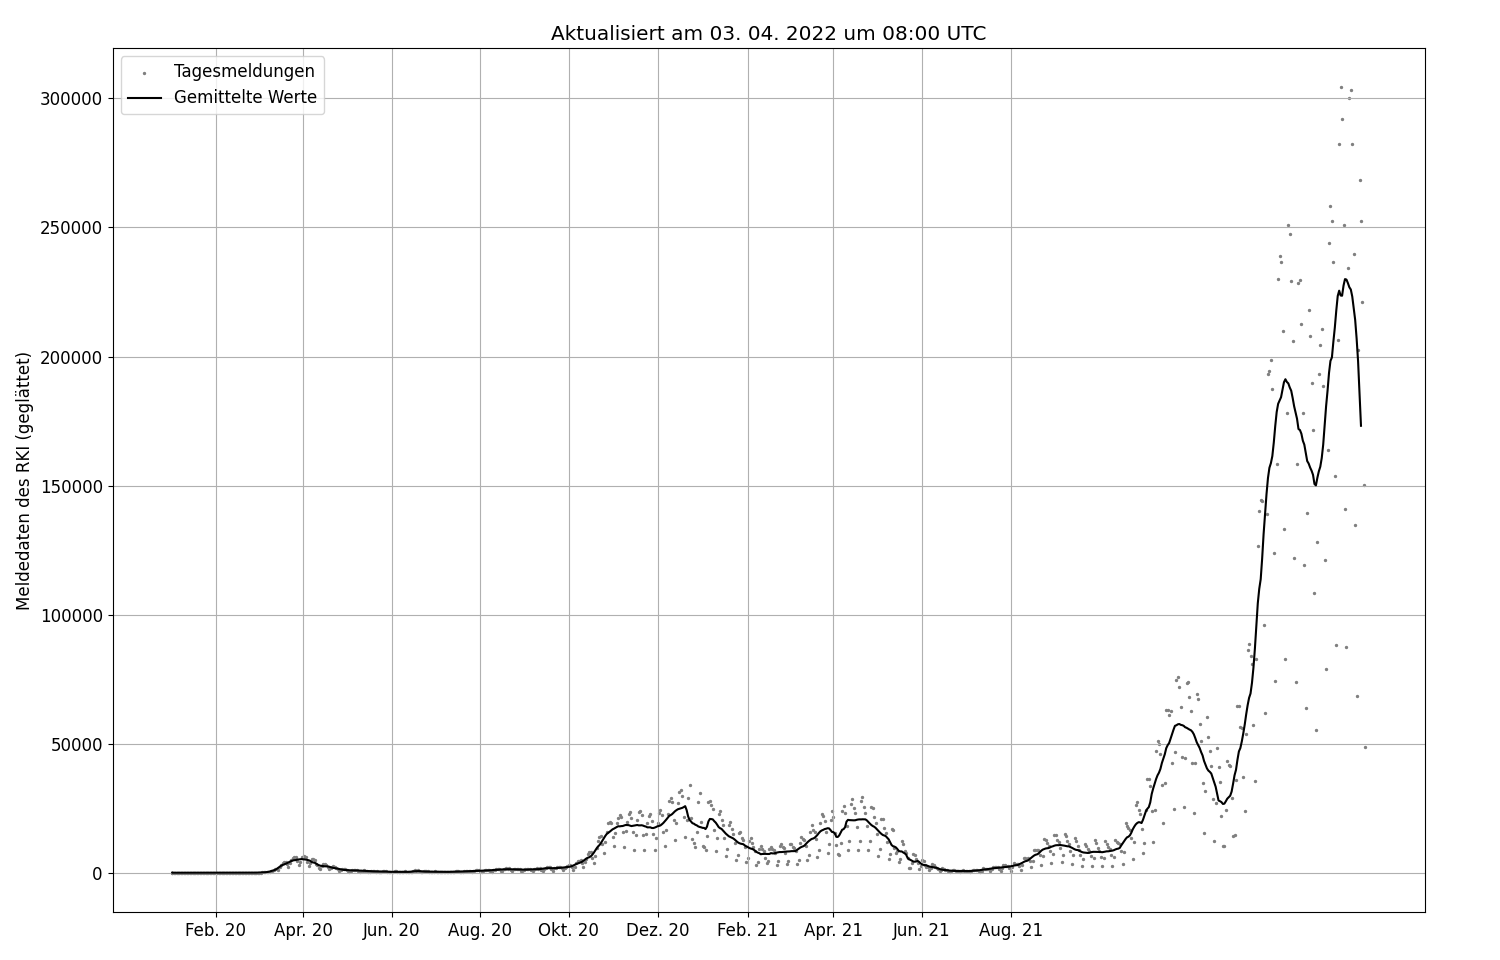 Aktualisiert am 03. 04. 2022 um 08:00 UTC
Tagesmeldungen
Gemittelte Werte
Meldedaten des RKI (geglättet)
300000
250000
200000
150000
100000
50000
0
Feb. 20 Apr. 20 Jun. 20 Aug. 20 Okt. 20 Dez. 20 Feb. 21 Apr. 21 Jun. 21 Aug. 21